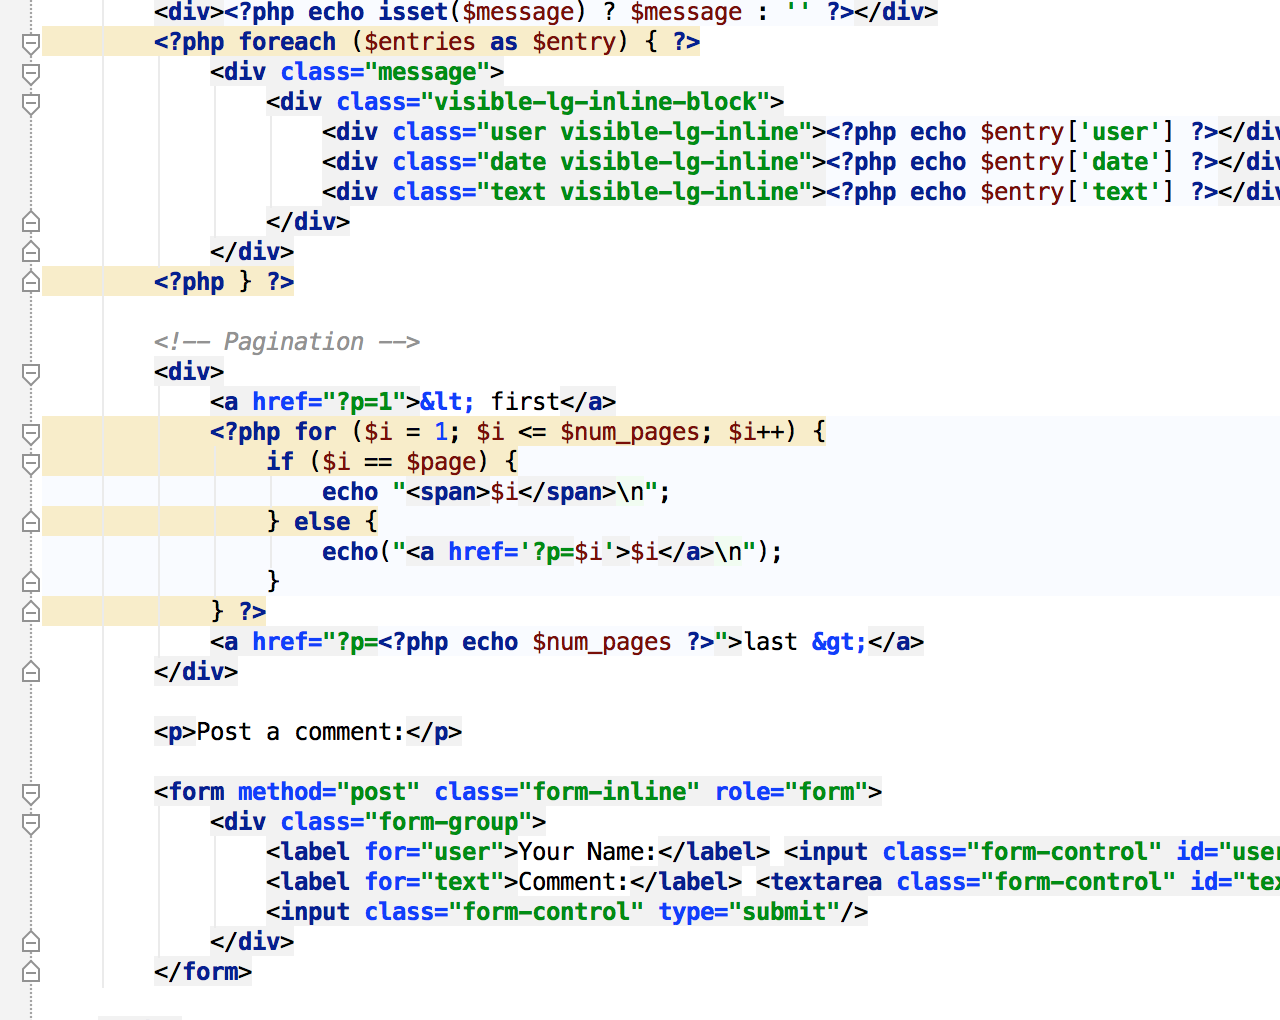 <div><?php echo isset($message) ? $message : '' ?></div>
<?php foreach ($entries as $entry) { ?>
<div class="message">
<div class="visible-lg-inline-block">
<div class="user visible-lg-inline"><?php echo $entry['user'] ?></div
<div class="date visible-lg-inline"><?php echo $entry['date'] ?></div
<div class="text visible-lg-inline"><?php echo $entry['text'] ?></div
</div>
</div>
<?php } ?>
<!-- Pagination -->
<div>
<a href="?p=1">&lt; first</a>
<?php for ($i = 1; $i <= $num_pages; $i++) {
if ($i == $page) {
echo "<span>$i</span>\n";
} else {
echo("<a href='?p=$i'>$i</a>\n");
}
} ?>
<a href="?p=<?php echo $num_pages ?>">last &gt;</a>
</div>
<p>Post a comment:</p>
<form method="post" class="form-inline" role="form">
<div class="form-group">
<label for="user">Your Name:</label> <input class="form-control" id="user
<label for="text">Comment:</label> <textarea class="form-control" id="tex
<input class="form-control" type="submit"/>
</div>
</form>